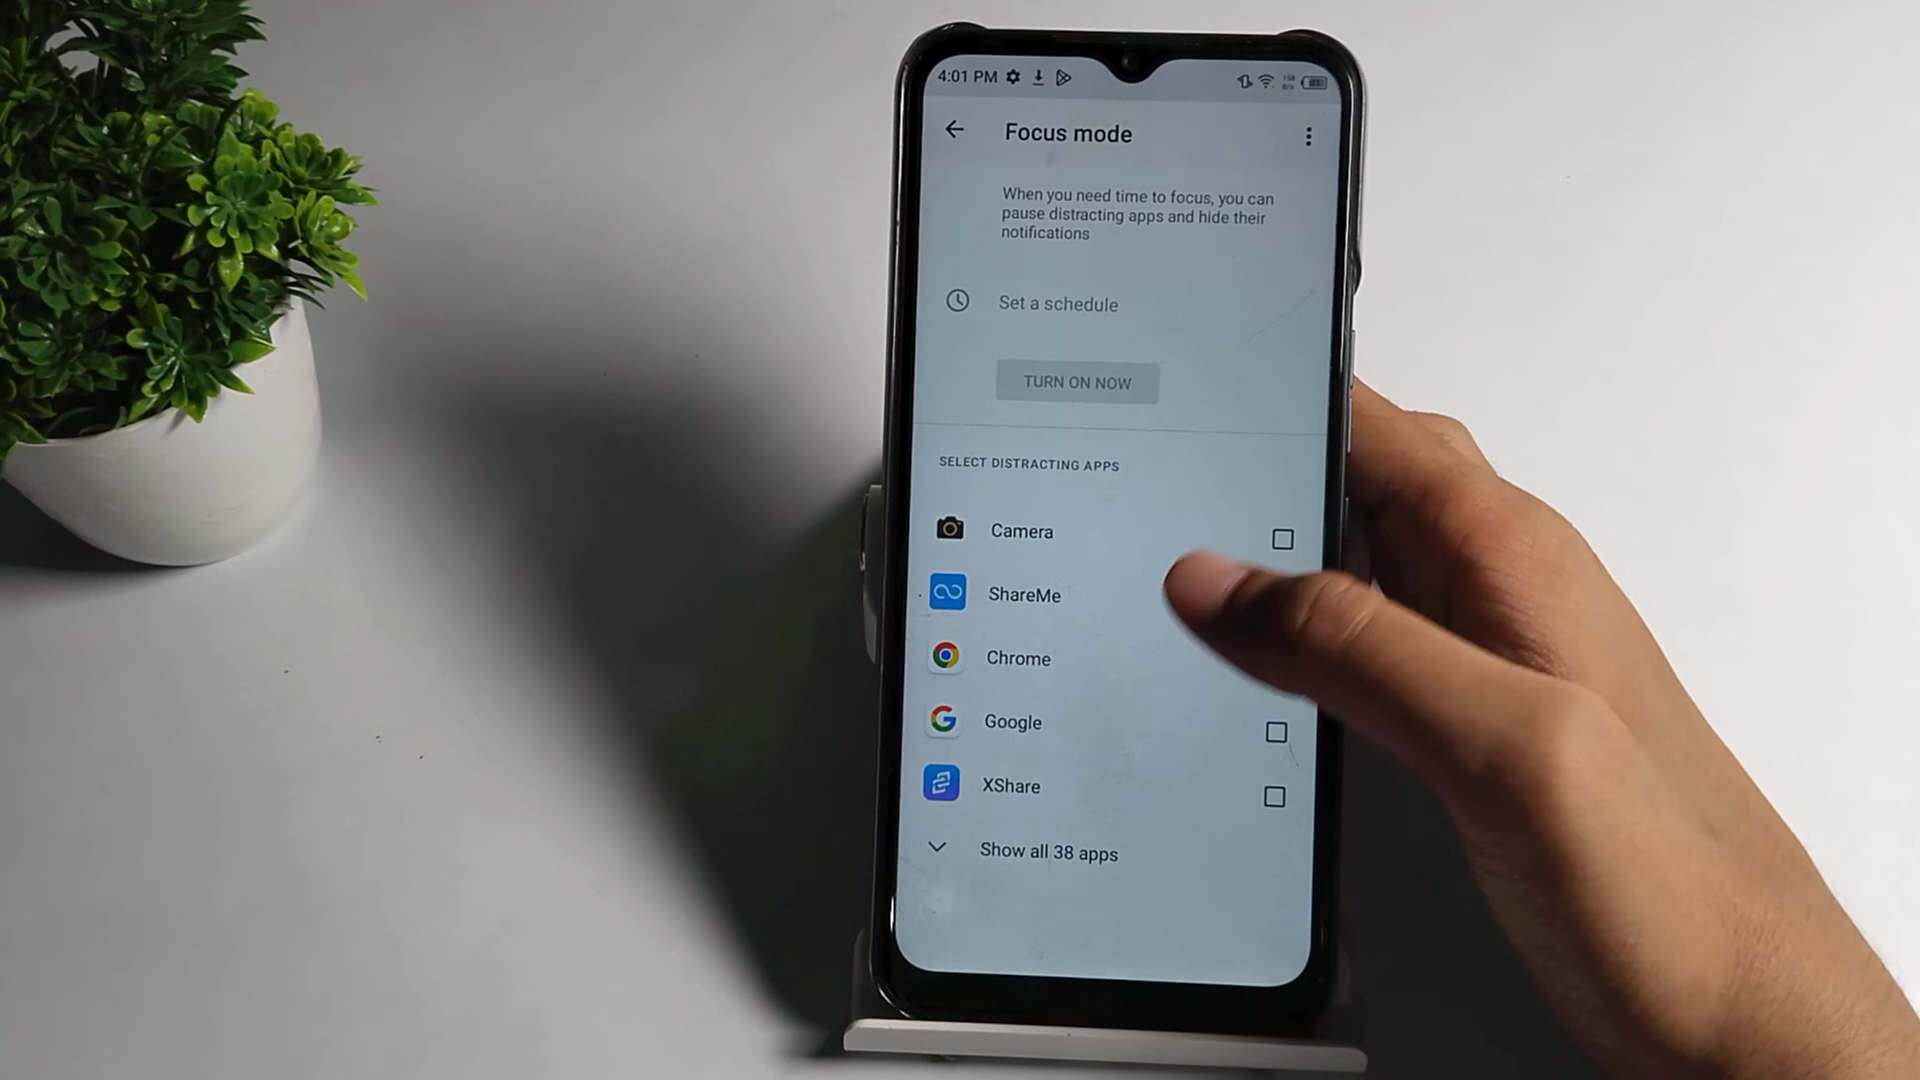 4:01 PM
Focus mode
When you need time to focus, you can
pause distracting apps and hide their
notifications
Set a schedule
TURN ON NOW
SELECT DISTRACTING APPS
Camera
ShareMe
Chrome
Google
XShare
Show all 38 apps